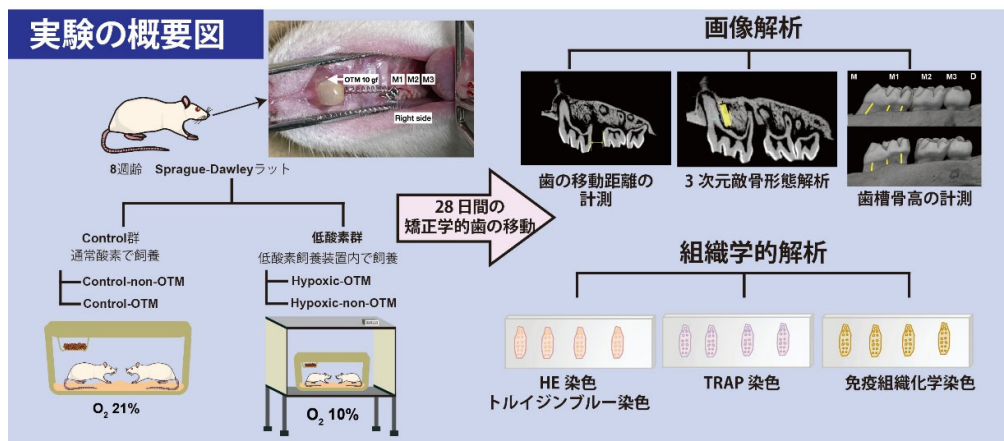 実験の概要図
OTM 10 gf
M1 M2 M3
Right side
8週齢 Sprague-Dawleyラット
Control群
通常酸素で飼養
Control-non-OTM
Control-OTM
O₂ 21%
低酸素群
低酸素飼養装置内で飼養
Hypoxic-OTM
Hypoxic-non-OTM
O₂ 10%
28日間の
矯正学的歯の移動
画像解析
歯の移動距離の
計測
3次元敵骨形態解析
M M1 M2 M3 D
歯槽骨高の計測
組織学的解析
HE 染色
トルイジンブルー染色
TRAP 染色
免疫組織化学染色